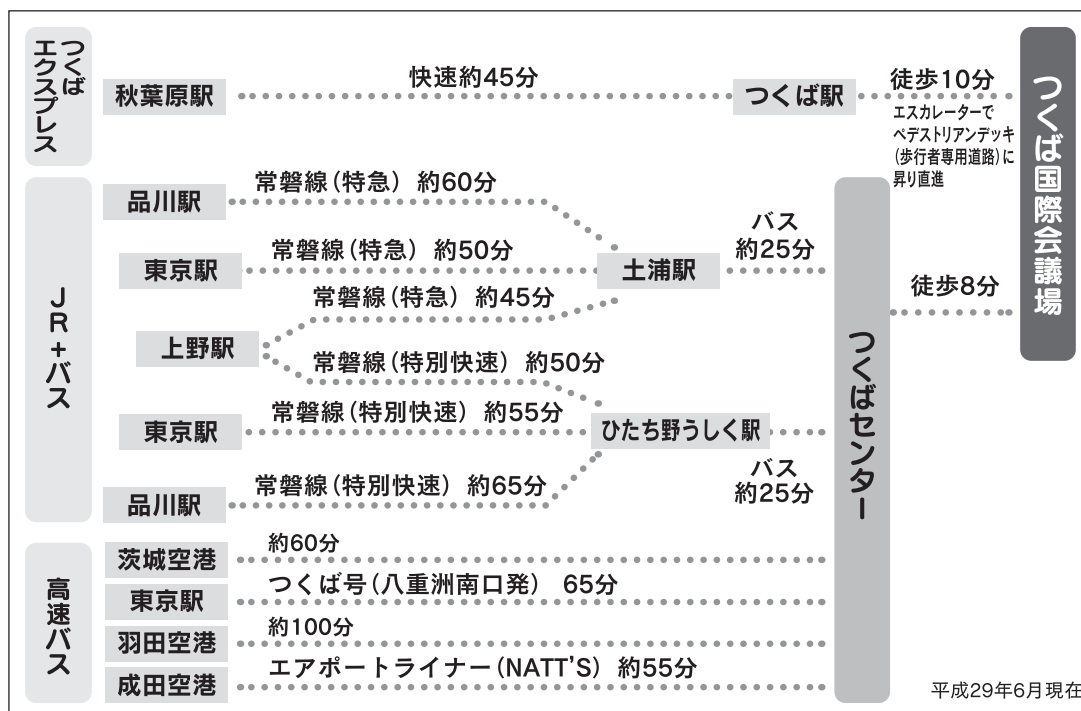 つくば
エクスプレス
秋葉原駅
快速約45分
つくば駅
徒歩10分
エスカレーターで
ペデストリアンデッキ
(歩行者専用道路)に
昇り直進
つくば国際会議場
JR+バス
品川駅
常磐線(特急) 約60分
東京駅
常磐線(特急) 約50分
上野駅
常磐線(特急) 約45分
土浦駅
バス
約25分
常磐線(特別快速) 約50分
東京駅
常磐線(特別快速) 約55分
品川駅
常磐線(特別快速) 約65分
ひたち野うしく駅
バス
約25分
つくばセンター
徒歩8分
高速バス
茨城空港
約60分
東京駅
つくば号(八重洲南口発) 65分
羽田空港
約100分
成田空港
エアポートライナー(NATT'S) 約55分
平成29年6月現在